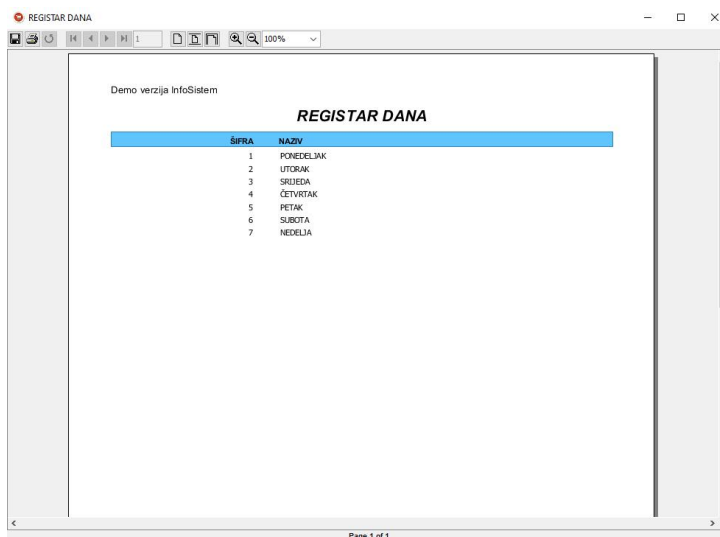 REGISTAR DANA
1 100%
Demo verzija InfoSistem
REGISTAR DANA
ŠIFRA NAZIV
1 PONEDELJAK
2 UTORAK
3 SRIJEDA
4 ČETVRTAK
5 PETAK
6 SUBOTA
7 NEDELJA
Page 1 of 1